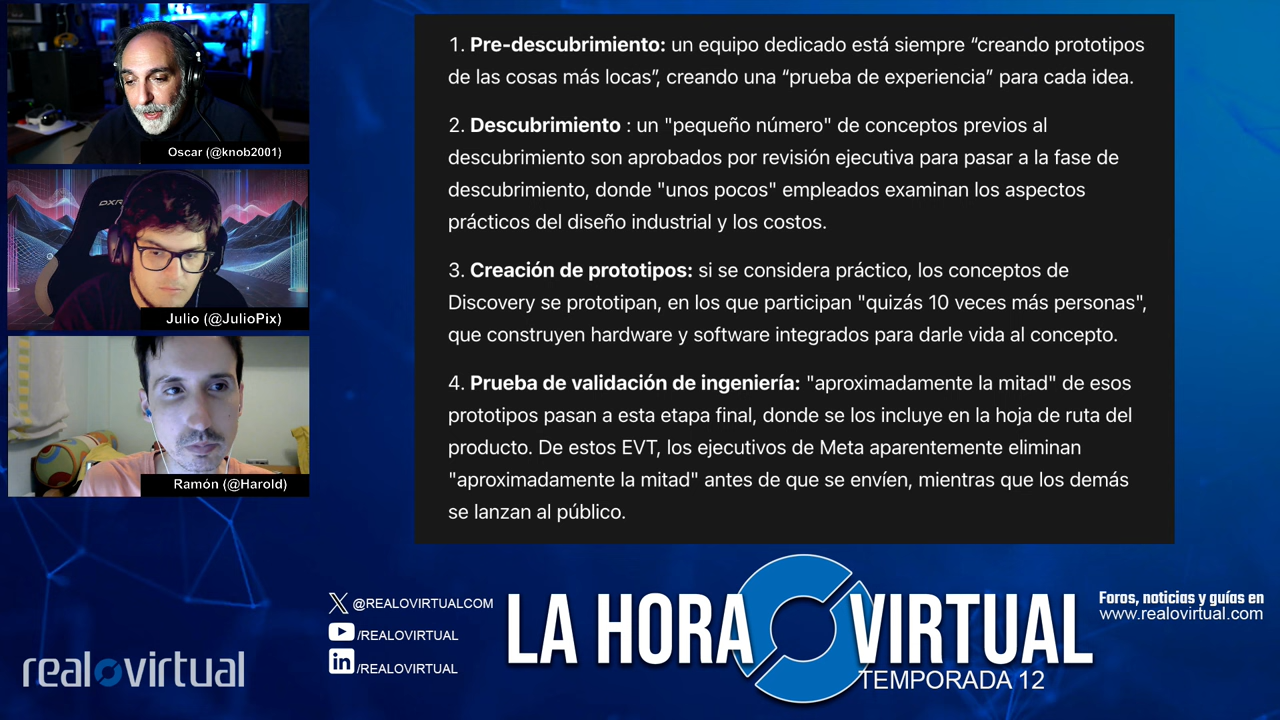 Oscar (@knob2001)
DXR
Julio (@JulioPix)
Ramón (@Harold)
1. Pre-descubrimiento: un equipo dedicado está siempre “creando prototipos
de las cosas más locas”, creando una “prueba de experiencia” para cada idea.
2. Descubrimiento : un "pequeño número" de conceptos previos al
descubrimiento son aprobados por revisión ejecutiva para pasar a la fase de
descubrimiento, donde "unos pocos" empleados examinan los aspectos
prácticos del diseño industrial y los costos.
3. Creación de prototipos: si se considera práctico, los conceptos de
Discovery se prototipan, en los que participan "quizás 10 veces más personas",
que construyen hardware y software integrados para darle vida al concepto.
4. Prueba de validación de ingeniería: "aproximadamente la mitad" de esos
prototipos pasan a esta etapa final, donde se los incluye en la hoja de ruta del
producto. De estos EVT, los ejecutivos de Meta aparentemente eliminan
"aproximadamente la mitad" antes de que se envíen, mientras que los demás
se lanzan al público.
realovirtual
@REALOVIRTUALCOM
/REALOVIRTUAL
/REALOVIRTUAL
LA HORA VIRTUAL
TEMPORADA 12
Foros, noticias y guías en
www.realovirtual.com